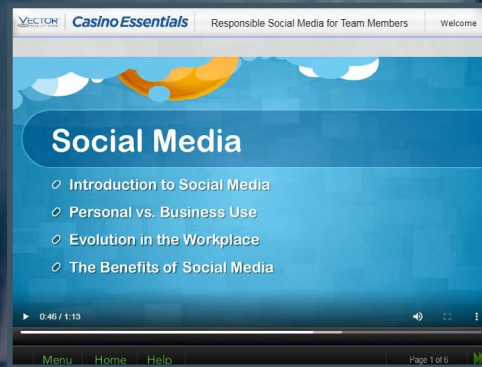 VECTOR SOLUTIONS Casino Essentials Responsible Social Media for Team Members Welcome
Social Media
Introduction to Social Media
Personal vs. Business Use
Evolution in the Workplace
The Benefits of Social Media
0:46 / 1:13
Menu Home Help Page 1 of 6